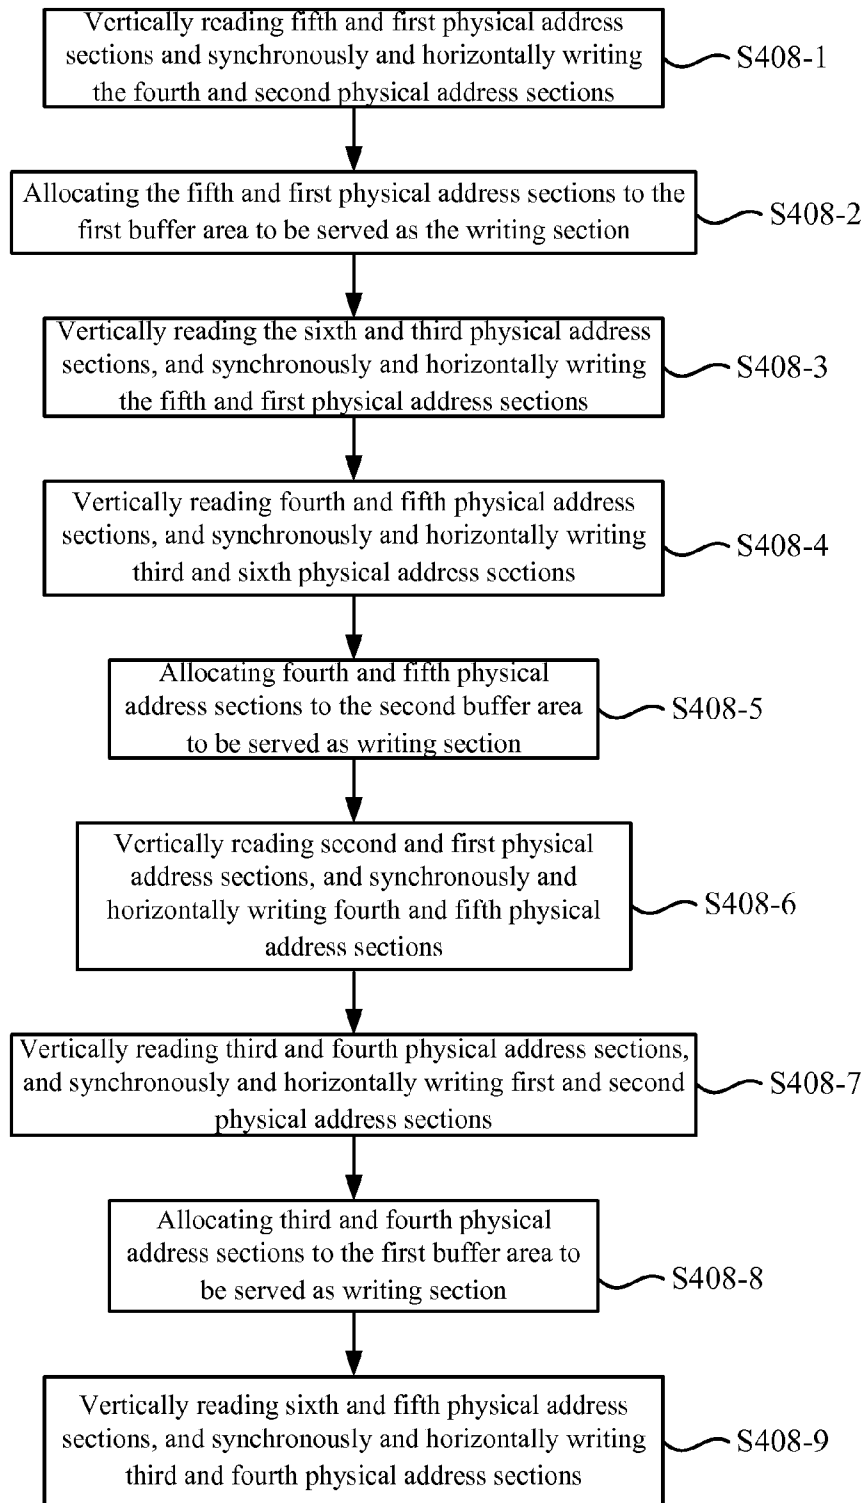 Vertically reading fifth and first physical address
sections and synchronously and horizontally writing
the fourth and second physical address sections
S408-1
Allocating the fifth and first physical address sections to the
first buffer area to be served as the writing section
S408-2
Vertically reading the sixth and third physical address
sections, and synchronously and horizontally writing
the fifth and first physical address sections
S408-3
Vertically reading fourth and fifth physical address
sections, and synchronously and horizontally writing
third and sixth physical address sections
S408-4
Allocating fourth and fifth physical
address sections to the second buffer area
to be served as writing section
S408-5
Vertically reading second and first physical
address sections, and synchronously and
horizontally writing fourth and fifth physical
address sections
S408-6
Vertically reading third and fourth physical address sections,
and synchronously and horizontally writing first and second
physical address sections
S408-7
Allocating third and fourth physical
address sections to the first buffer area to
be served as writing section
S408-8
Vertically reading sixth and fifth physical address
sections, and synchronously and horizontally writing
third and fourth physical address sections
S408-9